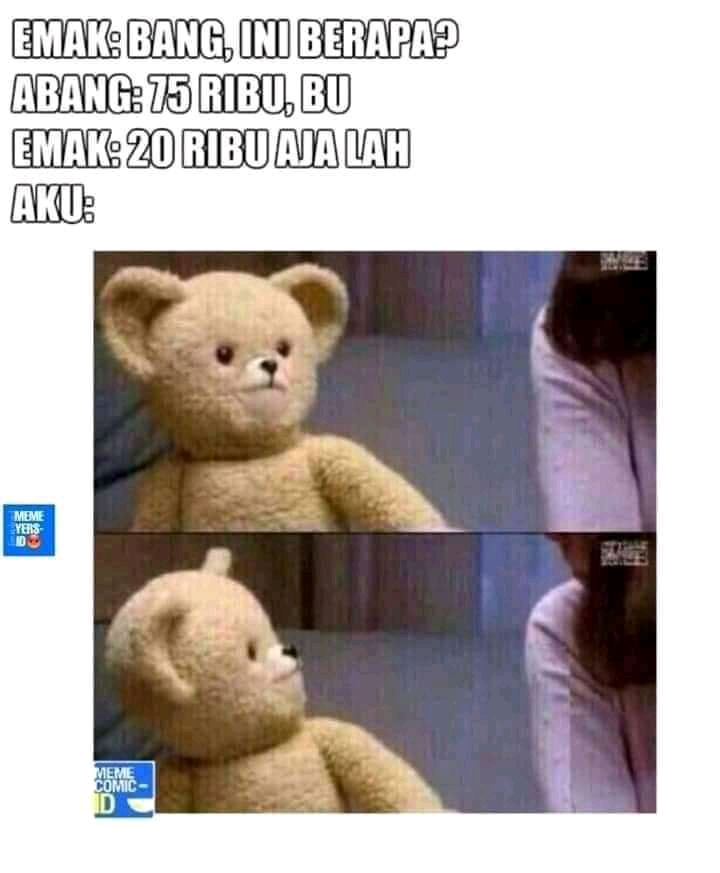 EMAK: BANG, INI BERAPA?
ABANG: 75 RIBU, BU
EMAK: 20 RIBU AJA LAH
AKU:
MEME
YERS-
ID
MEME
COMIC-
ID